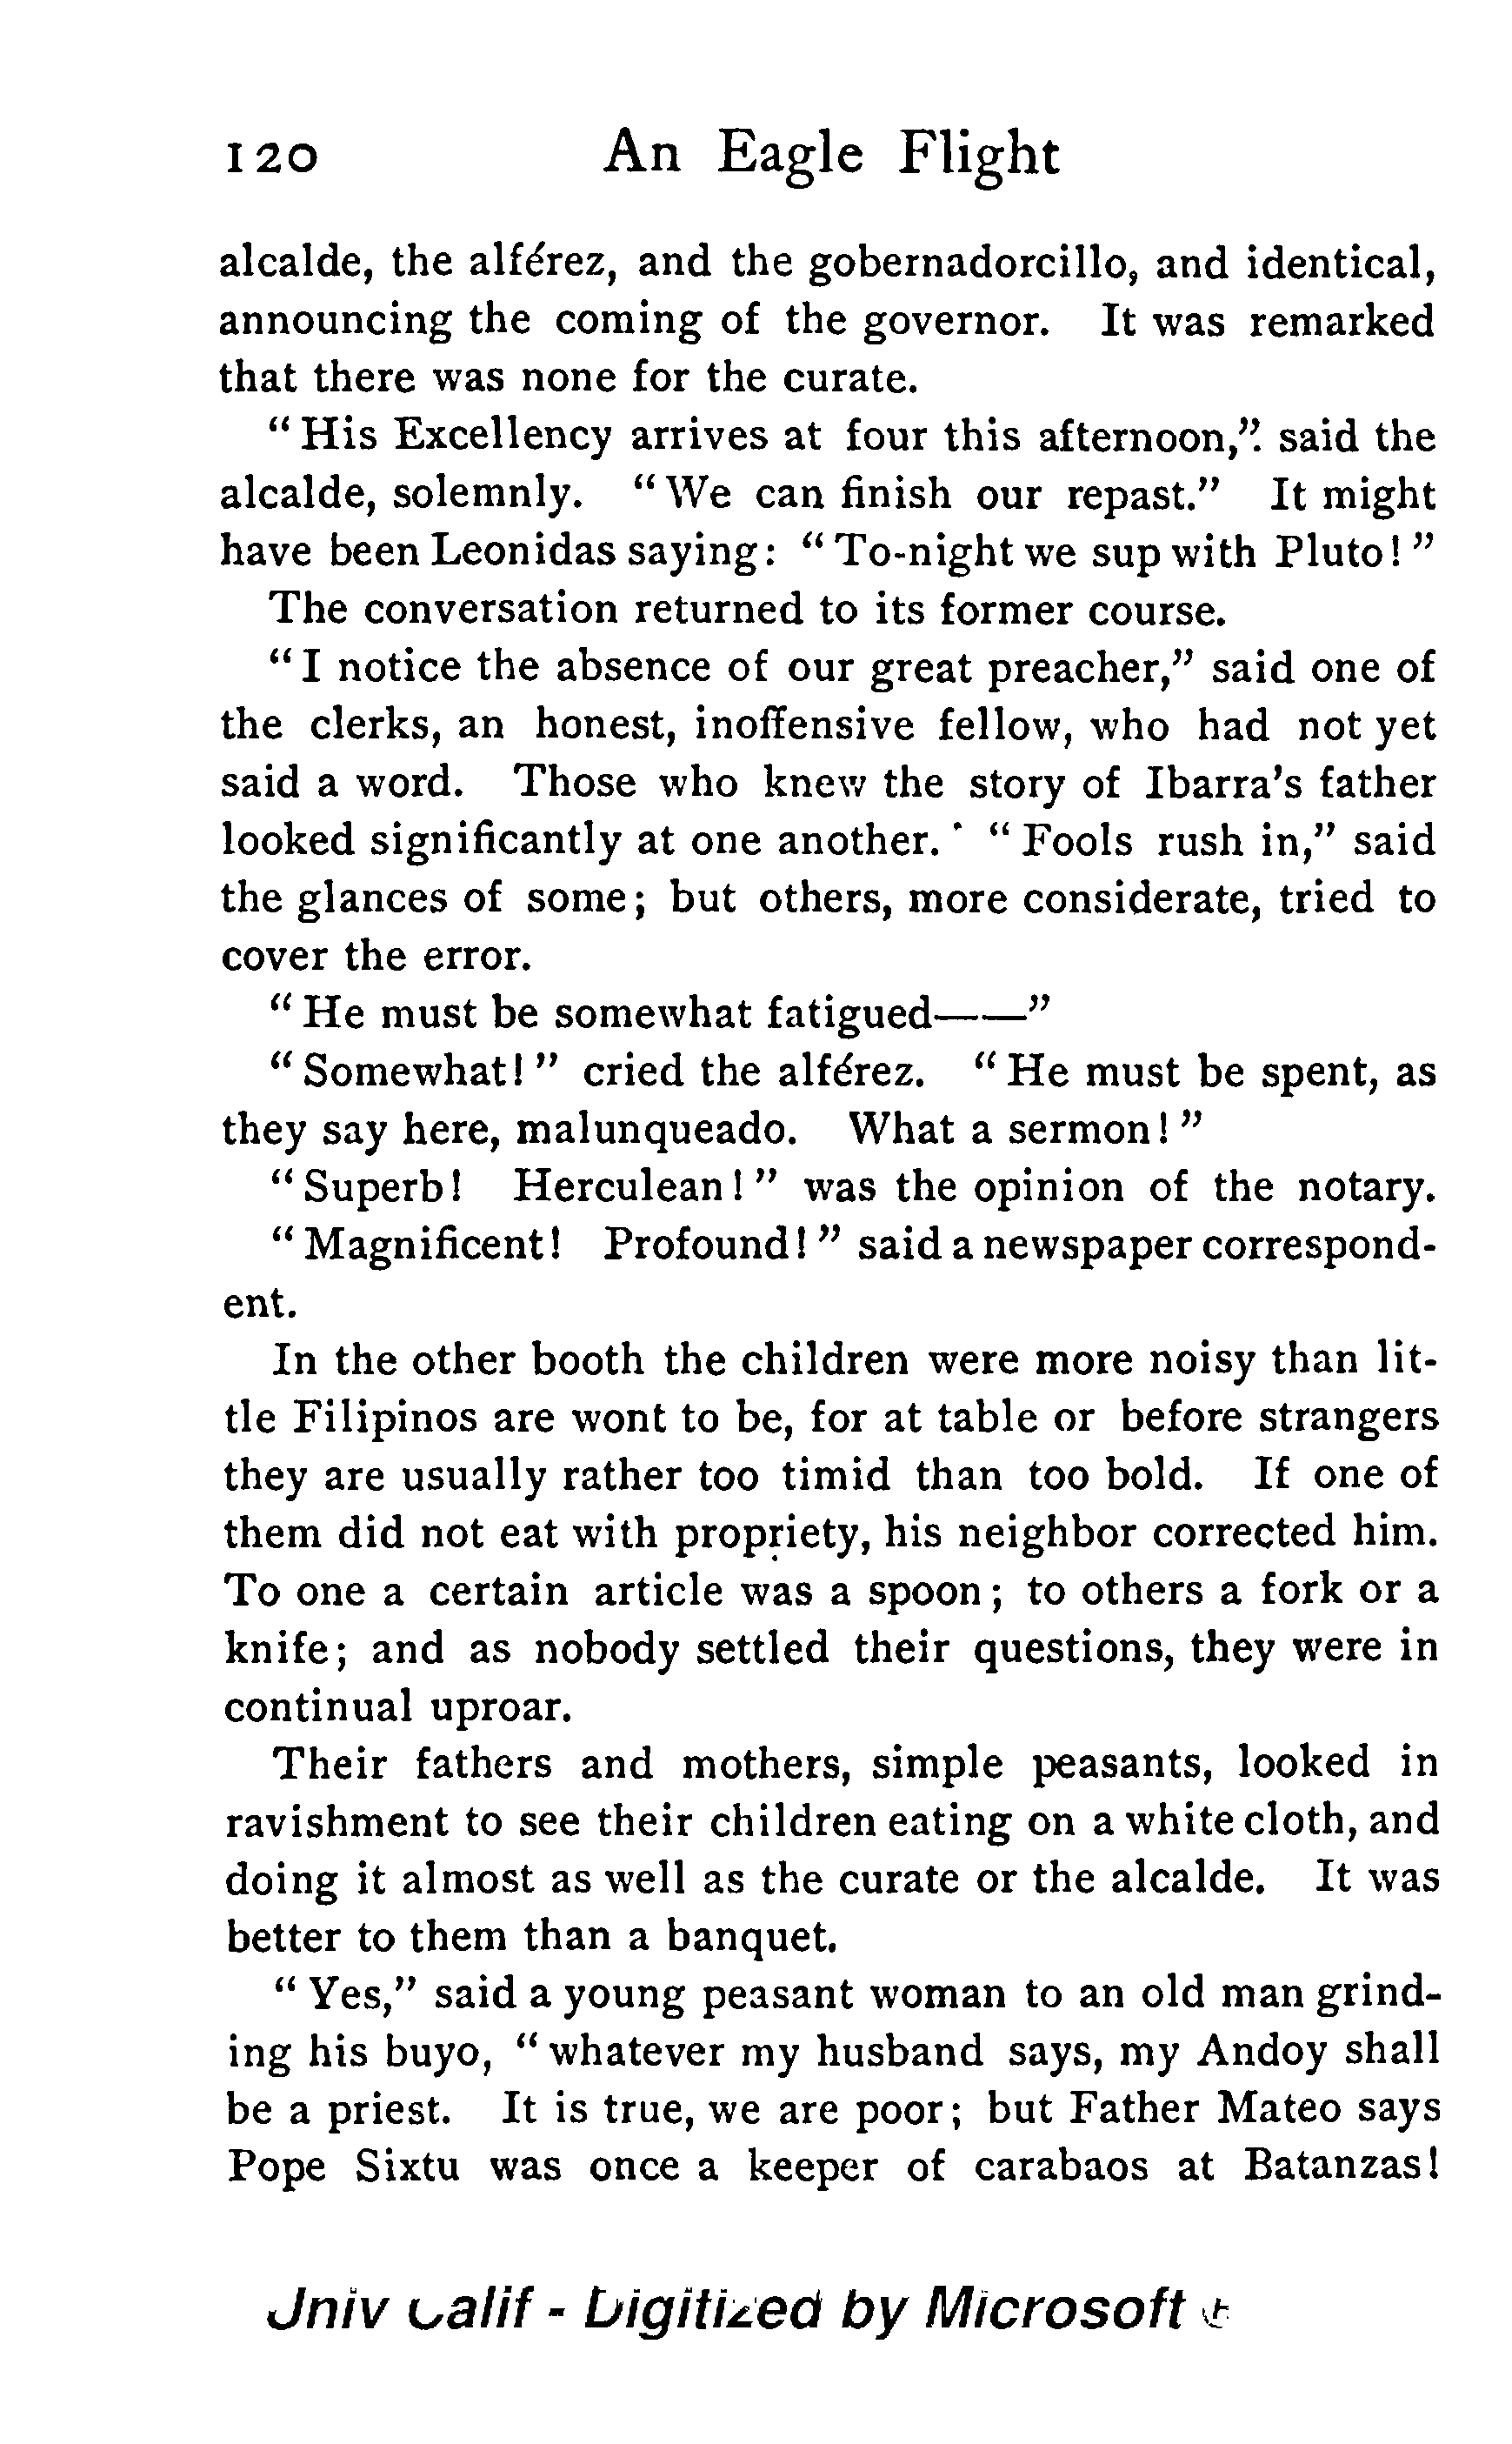 120 An Eagle Flight
alcalde, the alférez, and the gobernadorcillo, and identical,
announcing the coming of the governor. It was remarked
that there was none for the curate.
“His Excellency arrives at four this afternoon,” said the
alcalde, solemnly. “We can finish our repast.” It might
have been Leonidas saying: “To-night we sup with Pluto!”
The conversation returned to its former course.
“I notice the absence of our great preacher,” said one of
the clerks, an honest, inoffensive fellow, who had not yet
said a word. Those who knew the story of Ibarra's father
looked significantly at one another. “Fools rush in,” said
the glances of some; but others, more considerate, tried to
cover the error.
“He must be somewhat fatigued——”
“Somewhat!” cried the alférez. “He must be spent, as
they say here, malunqueado. What a sermon!”
“Superb! Herculean!” was the opinion of the notary.
“Magnificent! Profound!” said a newspaper correspond-
ent.
In the other booth the children were more noisy than lit-
tle Filipinos are wont to be, for at table or before strangers
they are usually rather too timid than too bold. If one of
them did not eat with propriety, his neighbor corrected him.
To one a certain article was a spoon; to others a fork or a
knife; and as nobody settled their questions, they were in
continual uproar.
Their fathers and mothers, simple peasants, looked in
ravishment to see their children eating on a white cloth, and
doing it almost as well as the curate or the alcalde. It was
better to them than a banquet.
“Yes,” said a young peasant woman to an old man grind-
ing his buyo, “whatever my husband says, my Andoy shall
be a priest. It is true, we are poor; but Father Mateo says
Pope Sixtu was once a keeper of carabaos at Batanzas!
Univ Calif - Digitized by Microsoft